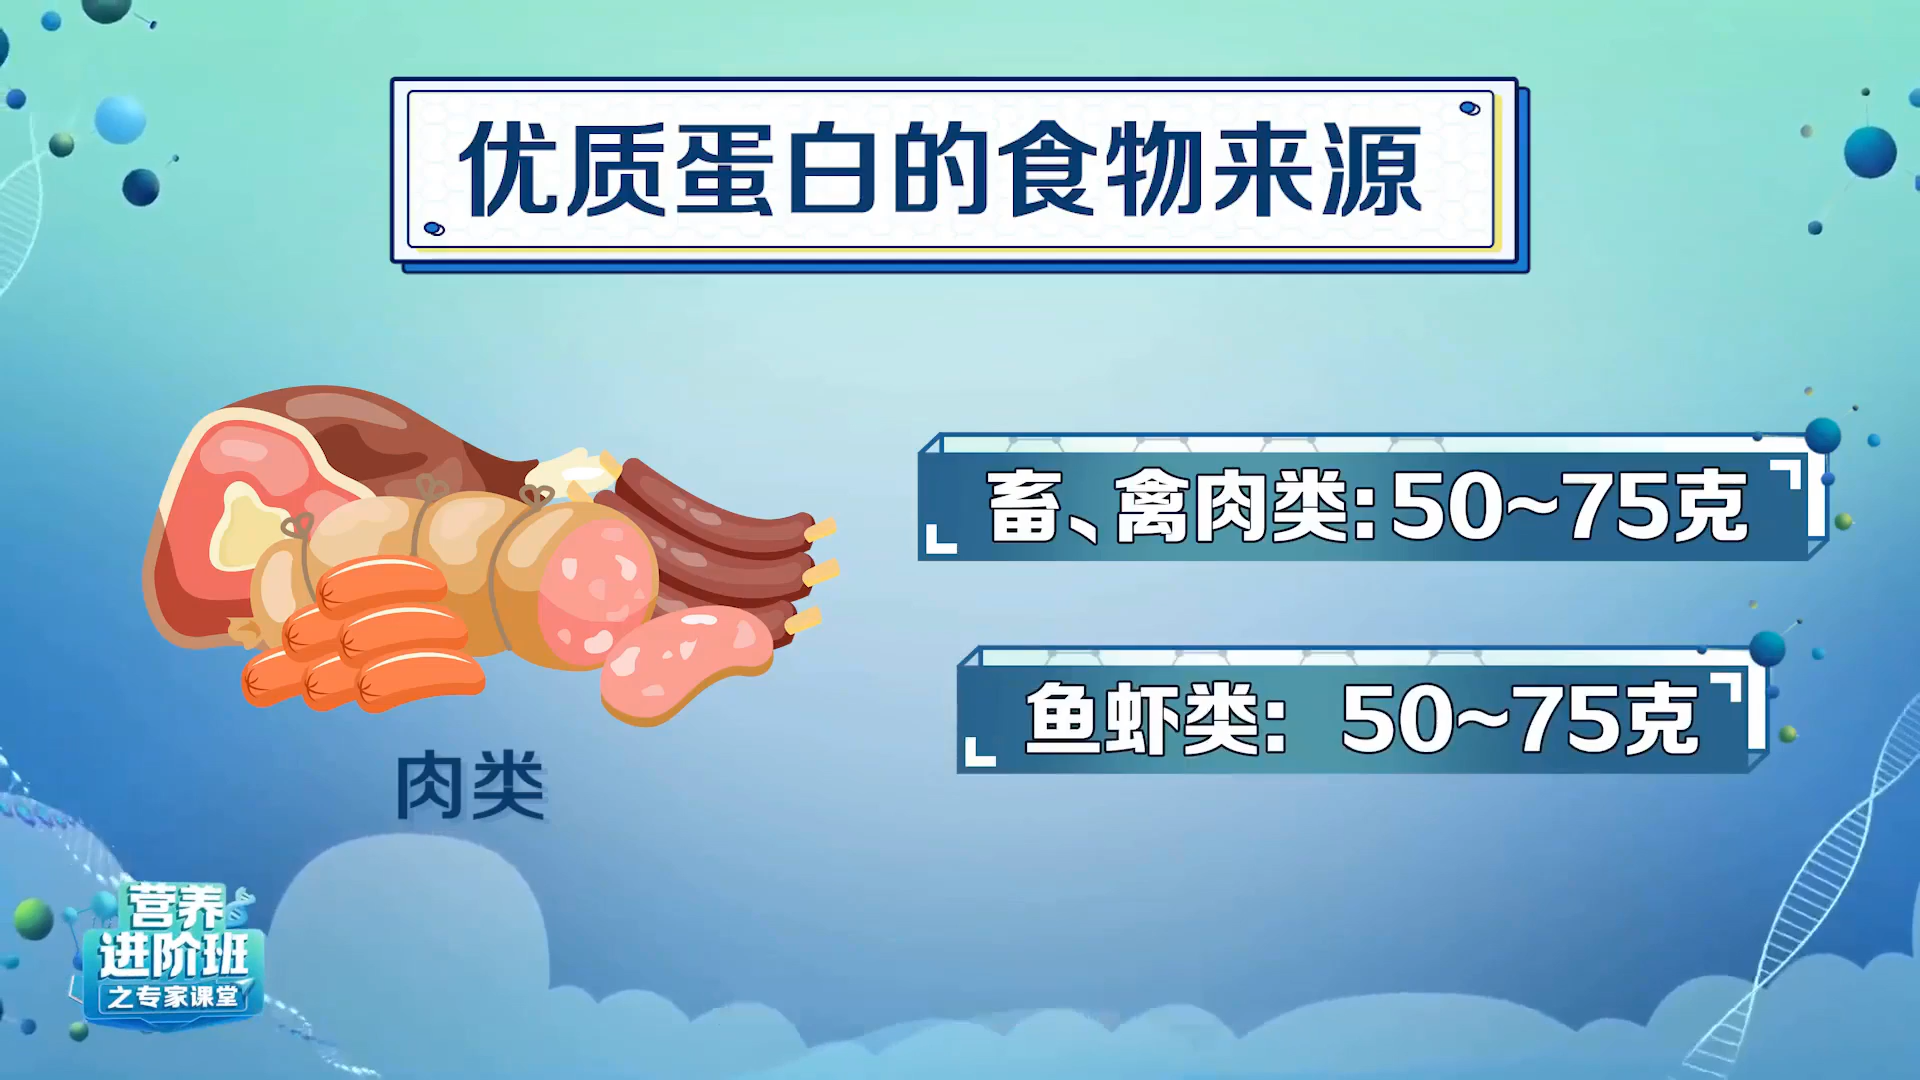 优质蛋白的食物来源
畜、禽肉类:50~75克
鱼虾类: 50~75克
肉类
营养
进阶班
之专家课堂